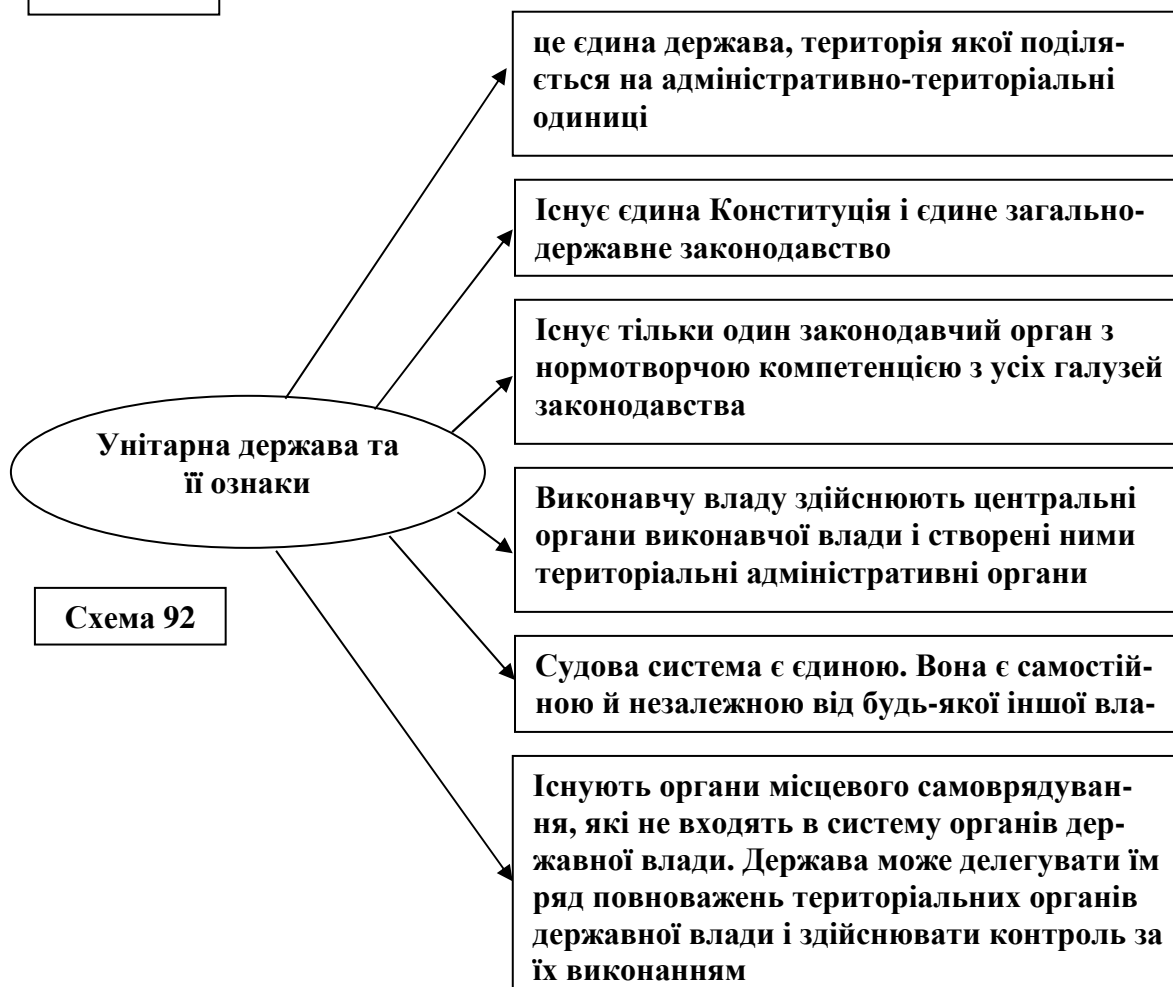 це єдина держава, територія якої поділя-
ється на адміністративно-територіальні
одиниці
Існує єдина Конституція і єдине загально-
державне законодавство
Існує тільки один законодавчий орган з
нормотворчою компетенцією з усіх галузей
законодавства
Унітарна держава та
її ознаки
Виконавчу владу здійснюють центральні
органи виконавчої влади і створені ними
територіальні адміністративні органи
Схема 92
Судова система є єдиною. Вона є самостій-
ною й незалежною від будь-якої іншої вла-
Існують органи місцевого самоврядуван-
ня, які не входять в систему органів дер-
жавної влади. Держава може делегувати їм
ряд повноважень територіальних органів
державної влади і здійснювати контроль за
їх виконанням